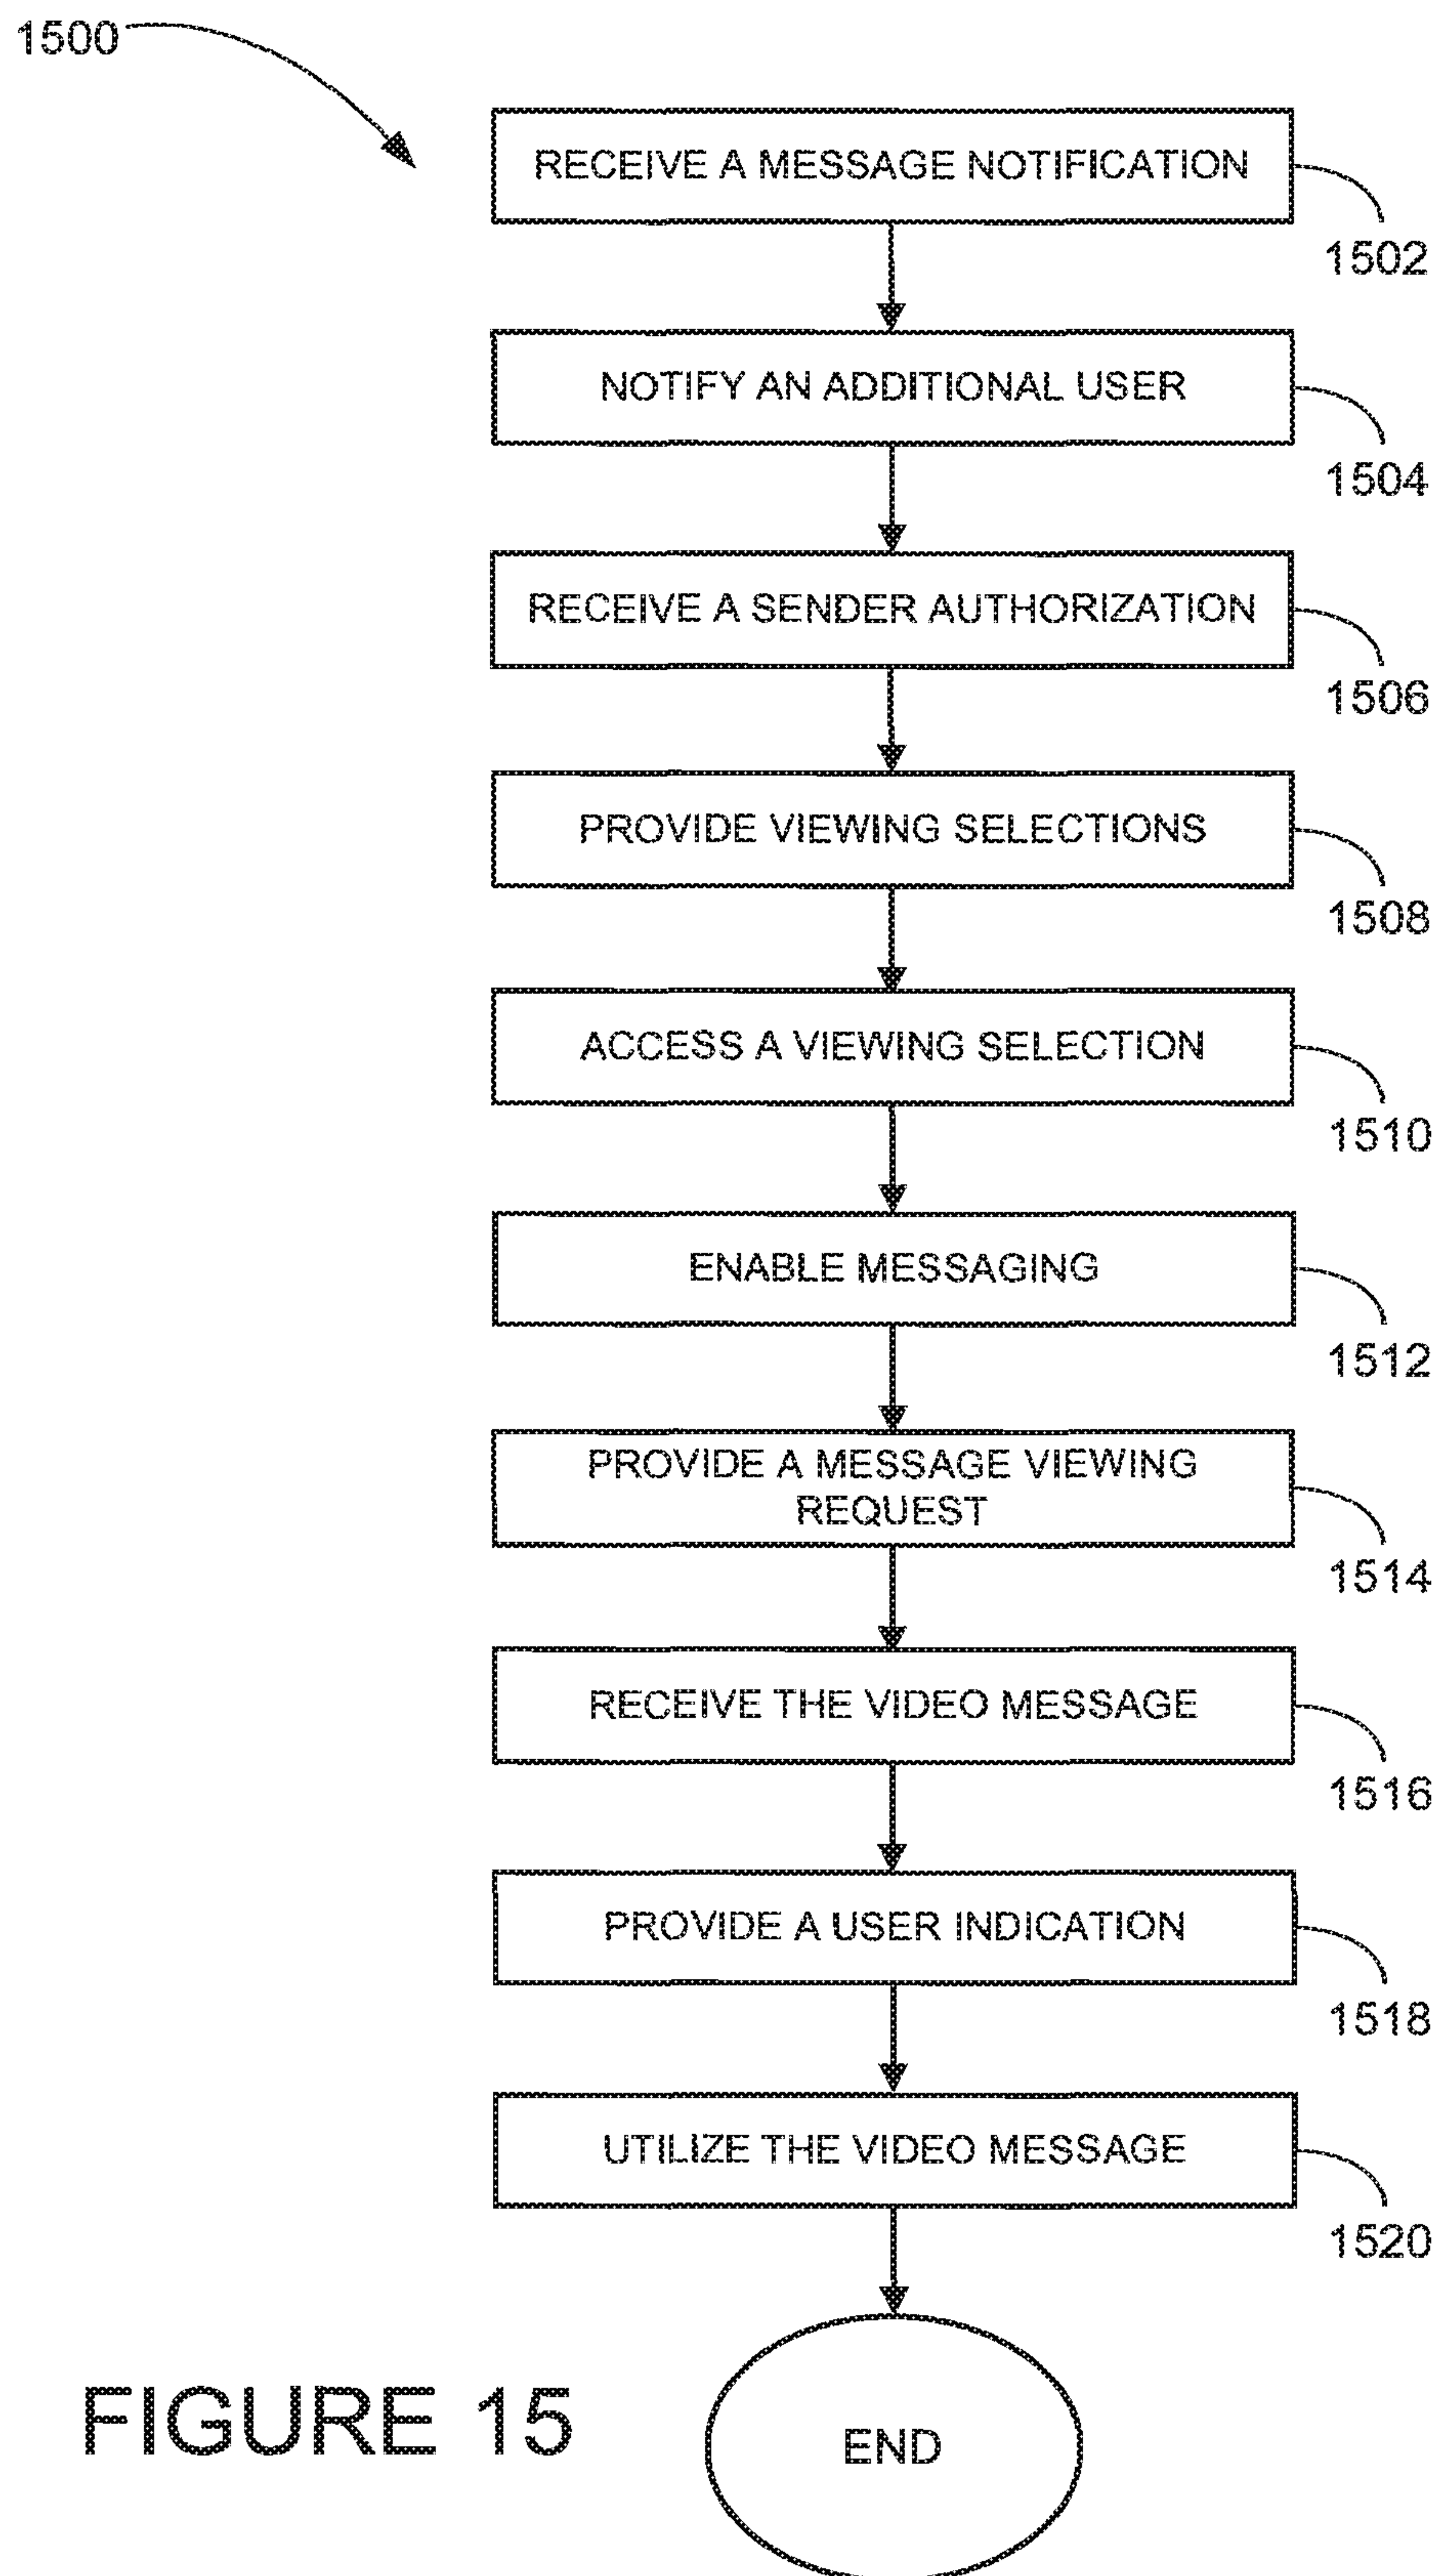 1500
RECEIVE A MESSAGE NOTIFICATION
1502
NOTIFY AN ADDITIONAL USER
1504
RECEIVE A SENDER AUTHORIZATION
1506
PROVIDE VIEWING SELECTIONS
1508
ACCESS A VIEWING SELECTION
1510
ENABLE MESSAGING
1512
PROVIDE A MESSAGE VIEWING
REQUEST
1514
RECEIVE THE VIDEO MESSAGE
1516
PROVIDE A USER INDICATION
1518
UTILIZE THE VIDEO MESSAGE
1520
END
FIGURE 15